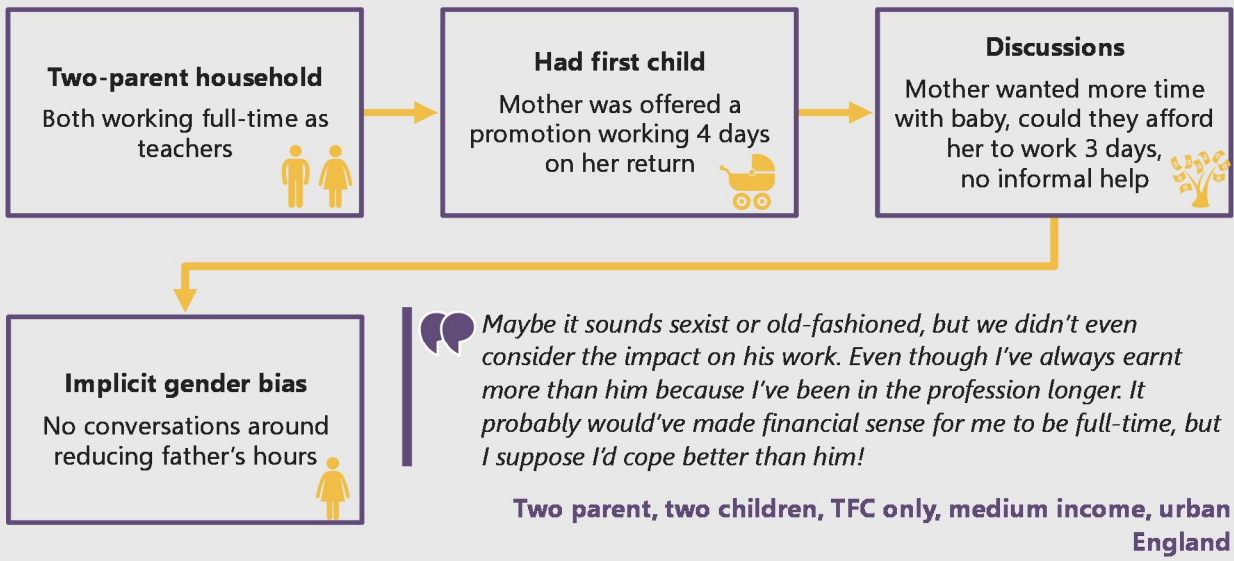 Two-parent household
Both working full-time as
teachers
Had first child
Mother was offered a
promotion working 4 days
on her return
Discussions
Mother wanted more time
with baby, could they afford
her to work 3 days,
no informal help
Implicit gender bias
No conversations around
reducing father's hours
Maybe it sounds sexist or old-fashioned, but we didn't even
consider the impact on his work. Even though I've always earnt
more than him because I've been in the profession longer. It
probably would've made financial sense for me to be full-time, but
I suppose I'd cope better than him!
Two parent, two children, TFC only, medium income, urban
England